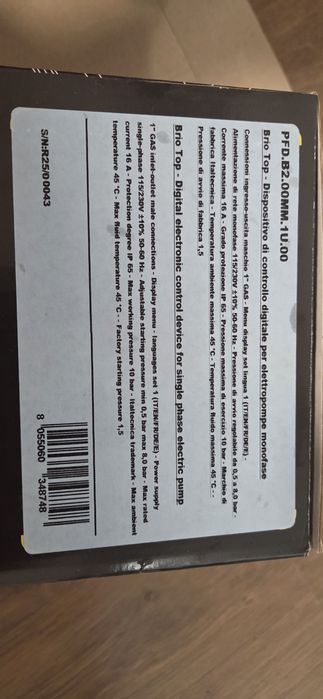 PFD.B2.00MM.1U.00
Brio Top - Dispositivo di controllo digitale per eletropompe monofase
Connessioni ingresso-uscita maschio 1" GAS - Menu display set lingua 1 (IT/EN/FR/DE/E) -
Alimentazione di rete monofase 115/230V ±10% 50-60 Hz - Pressione di avvio regolabile da 0,5 a 8,0 bar -
Corrente massima 16 A - Grado protezione IP 65 - Pressione massima di esercizio 10 bar - Marchio di
fabbrica Italtecnica - Temperatura ambiente massima 45 °C - Temperatura fluido massima 45 °C - -
Pressione di avvio di fabbrica 1,5
Brio Top - Digital electronic control device for single phase electric pump
1" GAS inlet-outlet male connections - Display menu - languages set 1 (IT/EN/FR/DE/E) - Power supply
single-phase 115/230V ±10% 50-60 Hz - Adjustable starting pressure min 0,5 bar max 8,0 bar - Max rated
current 16 A - Protection degree IP 65 - Max working pressure 10 bar - Italtecnica trademark - Max ambient
temperature 45 °C - Max fluid temperature 45 °C - - Factory starting pressure 1,5
S/N:R25/00043
8 055060 348748